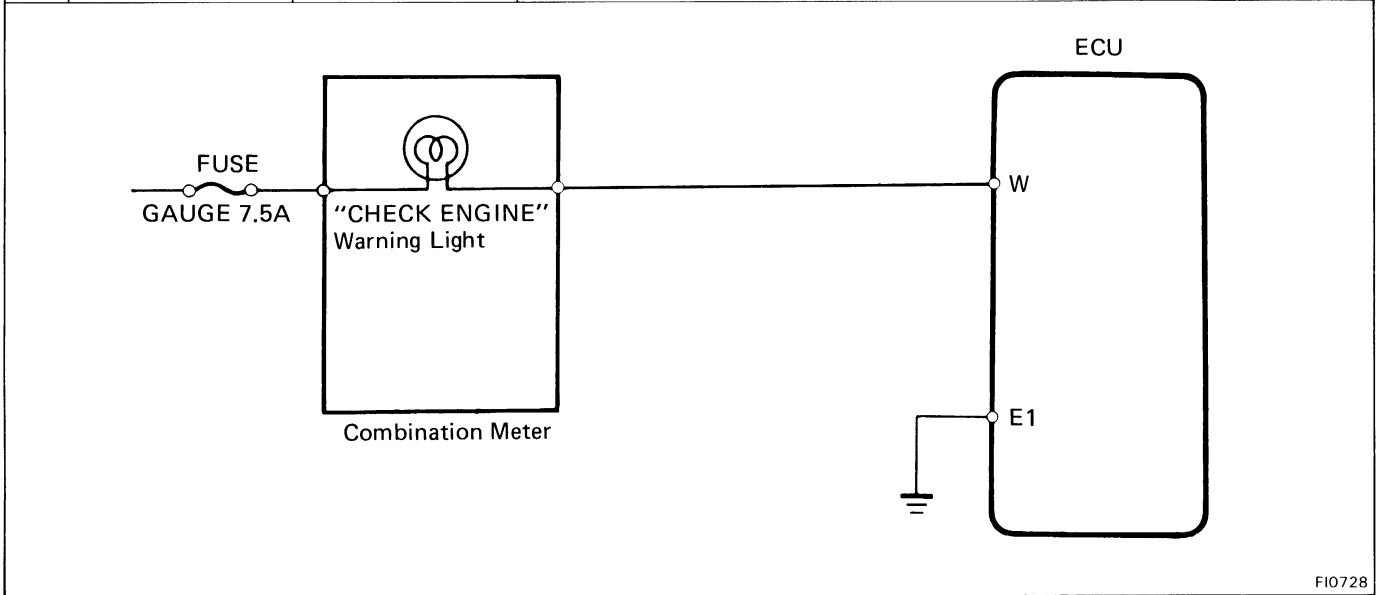 ECU
FUSE
GAUGE 7.5A
"CHECK ENGINE"
Warning Light
W
Combination Meter
E1
FI0728